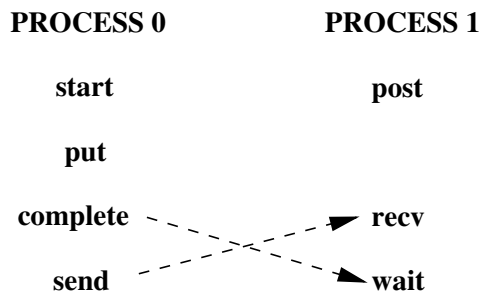 PROCESS 0 PROCESS 1
start post
put
complete recv
send wait